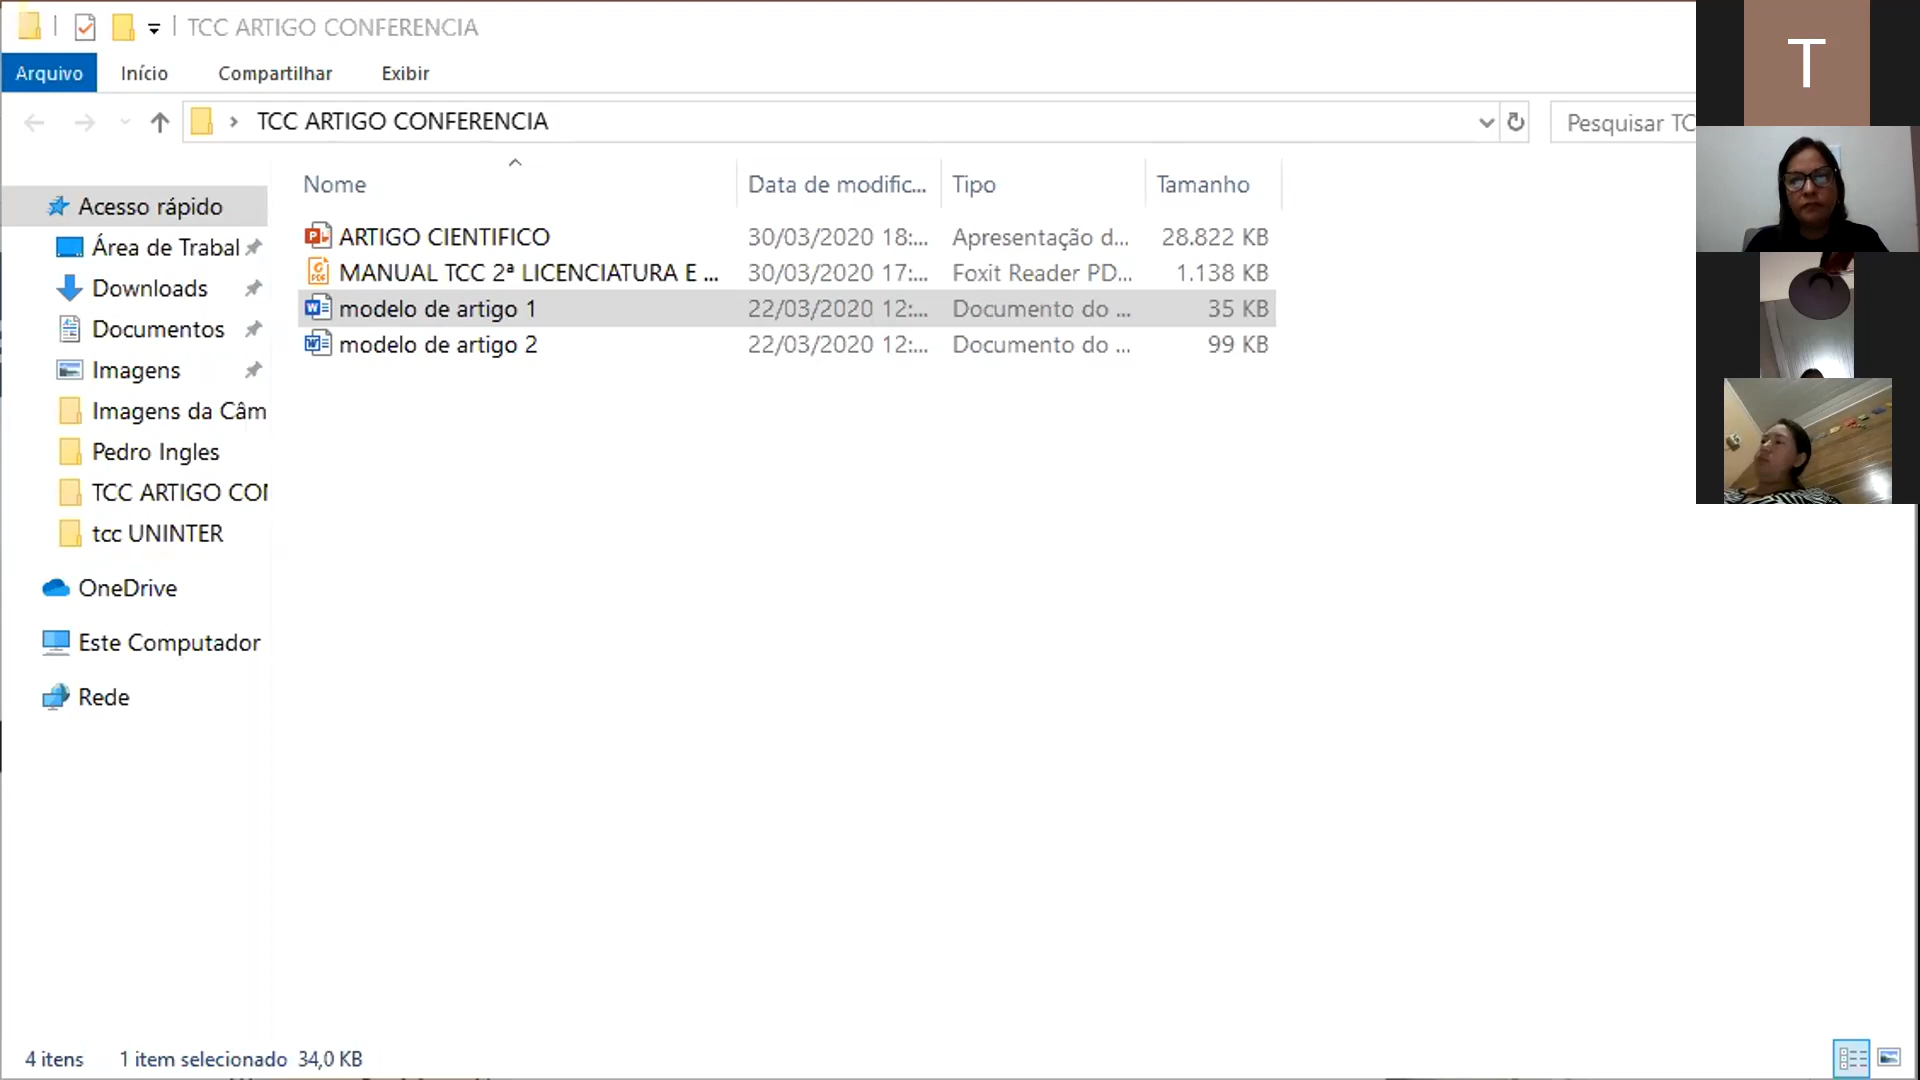 TCC ARTIGO CONFERENCIA
Arquivo Início Compartilhar Exibir
TCC ARTIGO CONFERENCIA
Pesquisar TC
T
Nome Data de modific... Tipo Tamanho
ARTIGO CIENTIFICO 30/03/2020 18:... Apresentação d... 28.822 KB
MANUAL TCC 2ª LICENCIATURA E ... 30/03/2020 17:... Foxit Reader PD... 1.138 KB
modelo de artigo 1 22/03/2020 12:... Documento do ... 35 KB
modelo de artigo 2 22/03/2020 12:... Documento do ... 99 KB
Acesso rápido
Área de Trabal
Downloads
Documentos
Imagens
Imagens da Câm
Pedro Ingles
TCC ARTIGO CON
tcc UNINTER
OneDrive
Este Computador
Rede
4 itens 1 item selecionado 34,0 KB